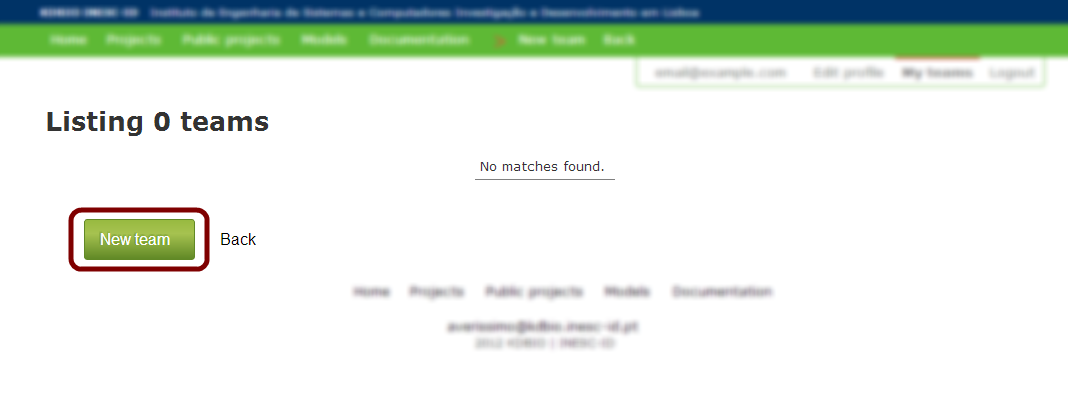 KDBIO INESC-ID Instituto de Engenharia de Sistemas e Computadores Investigação e Desenvolvimento em Lisboa
Home Projects Public projects Models Documentation New team Back
email@example.com Edit profile My teams Logout
Listing 0 teams
No matches found.
New team Back
Home Projects Public projects Models Documentation
averissimo@kdbio.inesc-id.pt
2012 KDBIO | INESC-ID